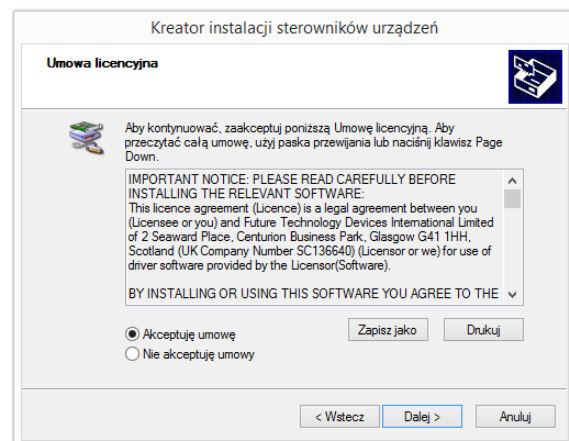 Kreator instalacji sterowników urządzeń
Umowa licencyjna
Aby kontynuować, zaakceptuj poniższą Umowę licencyjną. Aby
przeczytać całą umowę, użyj paska przewijania lub naciśnij klawisz Page
Down.
IMPORTANT NOTICE: PLEASE READ CAREFULLY BEFORE
INSTALLING THE RELEVANT SOFTWARE:
This licence agreement (Licence) is a legal agreement between you
(Licensee or you) and Future Technology Devices International Limited
of 2 Seaward Place, Centurion Business Park, Glasgow G41 1HH,
Scotland (UK Company Number SC136640) (Licensor or we) for use of
driver software provided by the Licensor(Software).
BY INSTALLING OR USING THIS SOFTWARE YOU AGREE TO THE
Akceptuję umowę
Zapisz jako
Drukuj
Nie akceptuję umowy
< Wstecz
Dalej >
Anuluj